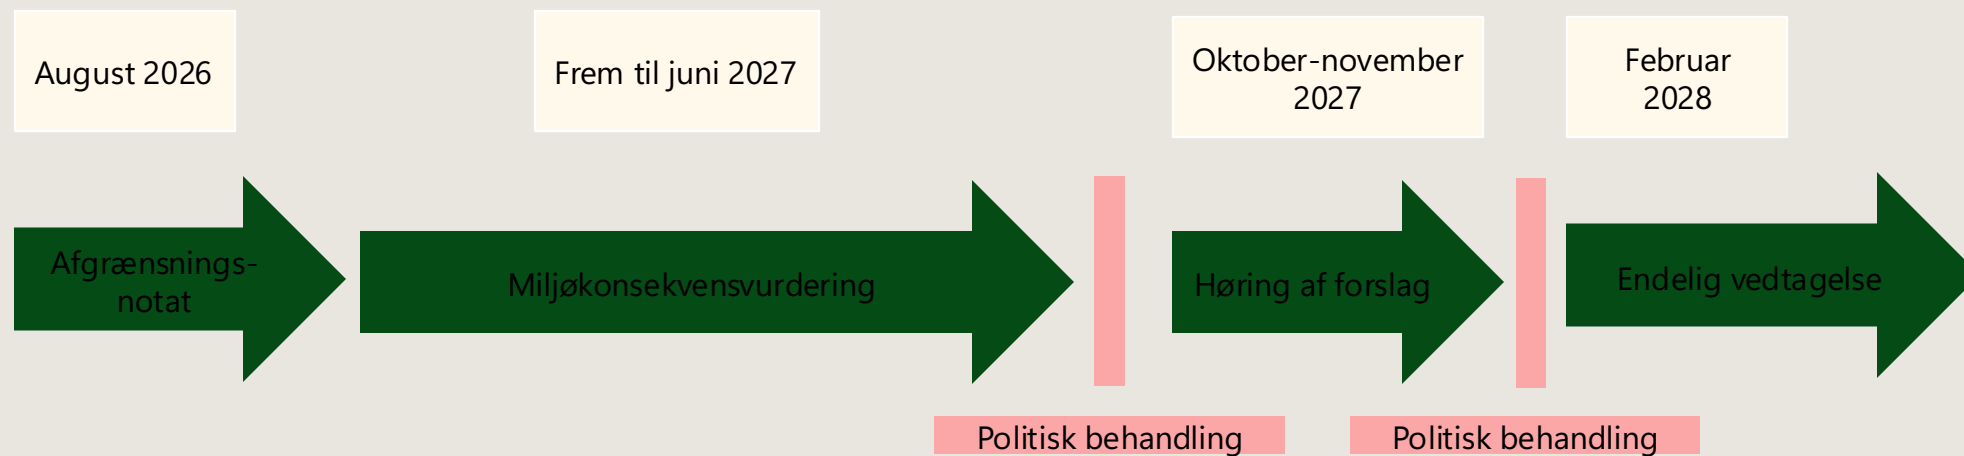 August 2026
Frem til juni 2027
Oktober-november
2027
Februar
2028
Afgrænsnings-
notat
Miljøkonsekvensvurdering
Høring af forslag
Endelig vedtagelse
Politisk behandling
Politisk behandling